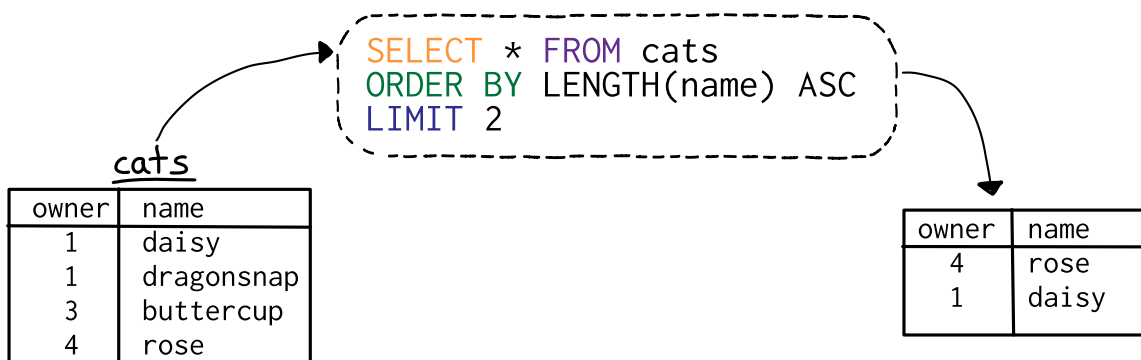 SELECT * FROM cats
ORDER BY LENGTH(name) ASC
LIMIT 2
cats
owner name
1 daisy
1 dragonsnap
3 buttercup
4 rose
owner name
4 rose
1 daisy